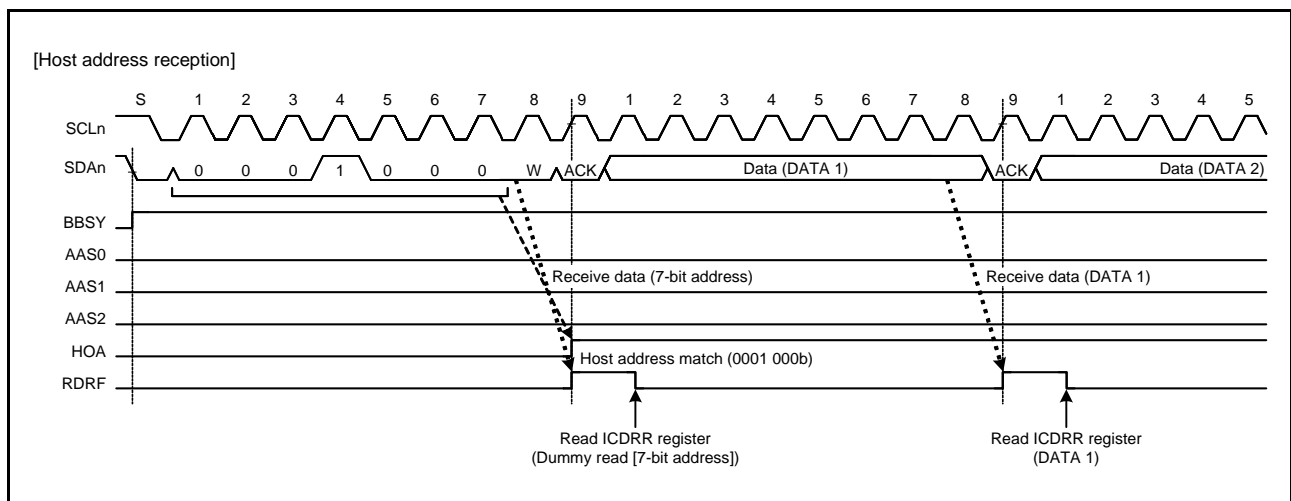 [Host address reception]
S 1 2 3 4 5 6 7 8 9 1 2 3 4 5 6 7 8 9 1 2 3 4 5
SCLn
SDAn 0 0 0 1 0 0 0 W ACK Data (DATA 1) ACK Data (DATA 2)
BBSY
AAS0
Receive data (7-bit address) Receive data (DATA 1)
AAS1
AAS2
HOA
Host address match (0001 000b)
RDRF
Read ICDRR register Read ICDRR register
(Dummy read [7-bit address]) (DATA 1)